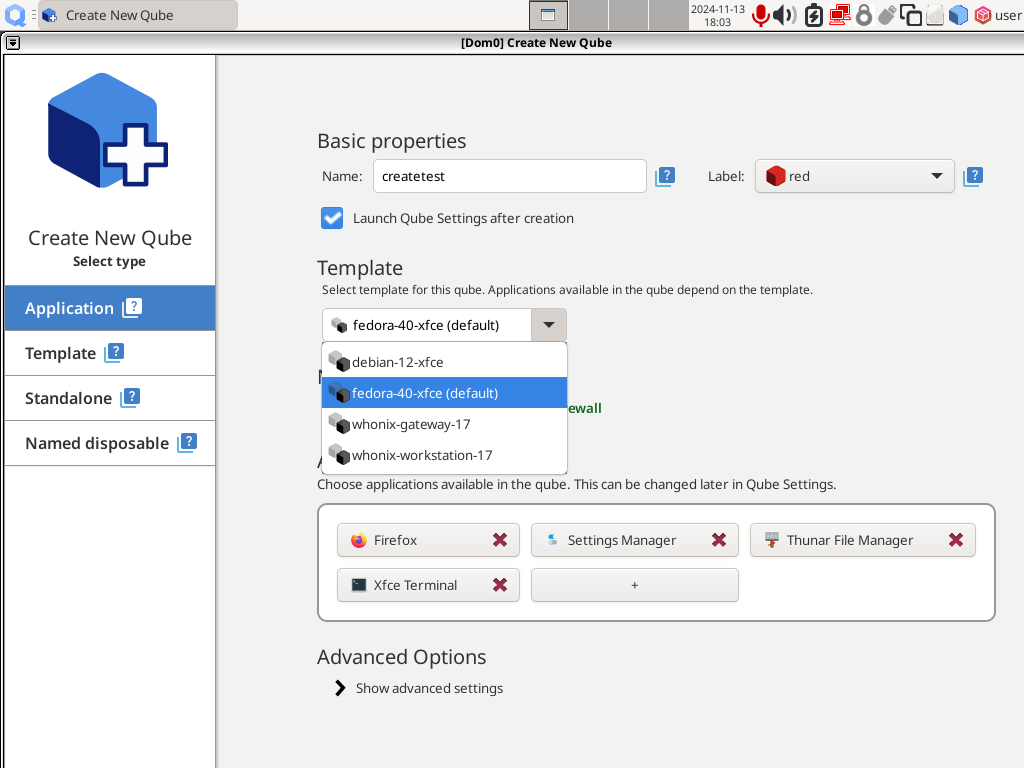 Create New Qube
2024-11-13
18:03
user
[Dom0] Create New Qube
Create New Qube
Select type
Application
Template
Standalone
Named disposable
Basic properties
Name: createtest Label: red
Launch Qube Settings after creation
Template
Select template for this qube. Applications available in the qube depend on the template.
fedora-40-xfce (default)
debian-12-xfce
fedora-40-xfce (default)
whonix-gateway-17
whonix-workstation-17
ewall
Choose applications available in the qube. This can be changed later in Qube Settings.
Firefox Settings Manager Thunar File Manager
Xfce Terminal +
Advanced Options
Show advanced settings